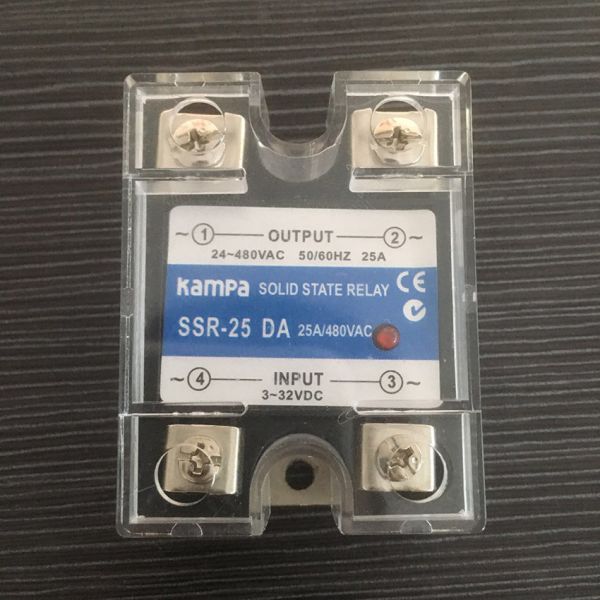 ~① OUTPUT ②~
24~480VAC 50/60HZ 25A
KAMPA SOLID STATE RELAY CE
SSR-25 DA 25A/480VAC
~④ INPUT ③~
3~32VDC